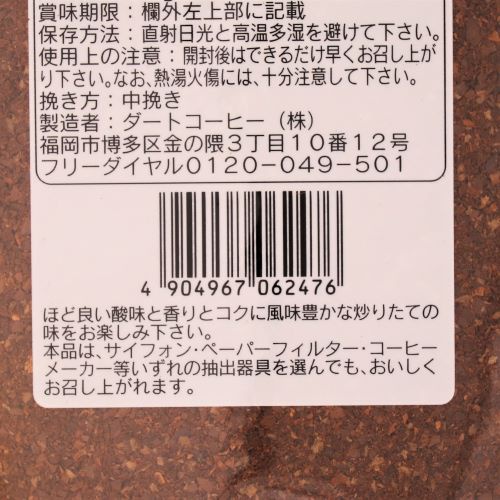 賞味期限：欄外左上部に記載
保存方法：直射日光と高温多湿を避けて下さい。
使用上の注意：開封後はできるだけ早くお召し上が
り下さい。なお、熱湯火傷には、十分注意して下さい。
挽き方：中挽き
製造者：ダートコーヒー（株）
福岡市博多区金の隈3丁目10番12号
フリーダイヤル0120-049-501
4 904967 062476
ほど良い酸味と香りとコクに風味豊かな炒りたての
味をお楽しみ下さい。
本品は、サイフォン・ペーパーフィルター・コーヒー
メーカー等いずれの抽出器具を選んでも、おいしく
お召し上がれます。